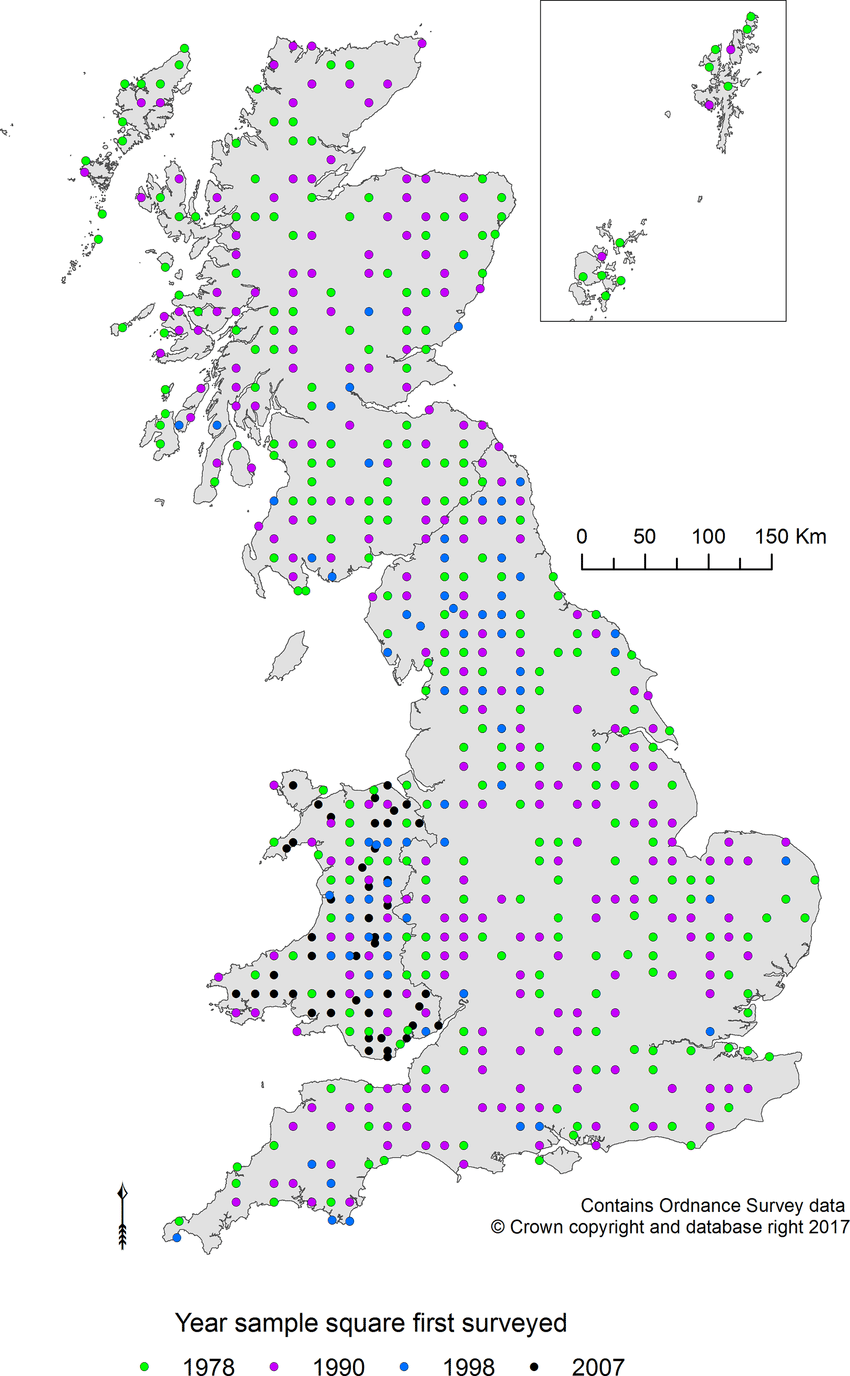 0 50 100 150 Km
Contains Ordnance Survey data
© Crown copyright and database right 2017
Year sample square first surveyed
1978 1990 1998 2007